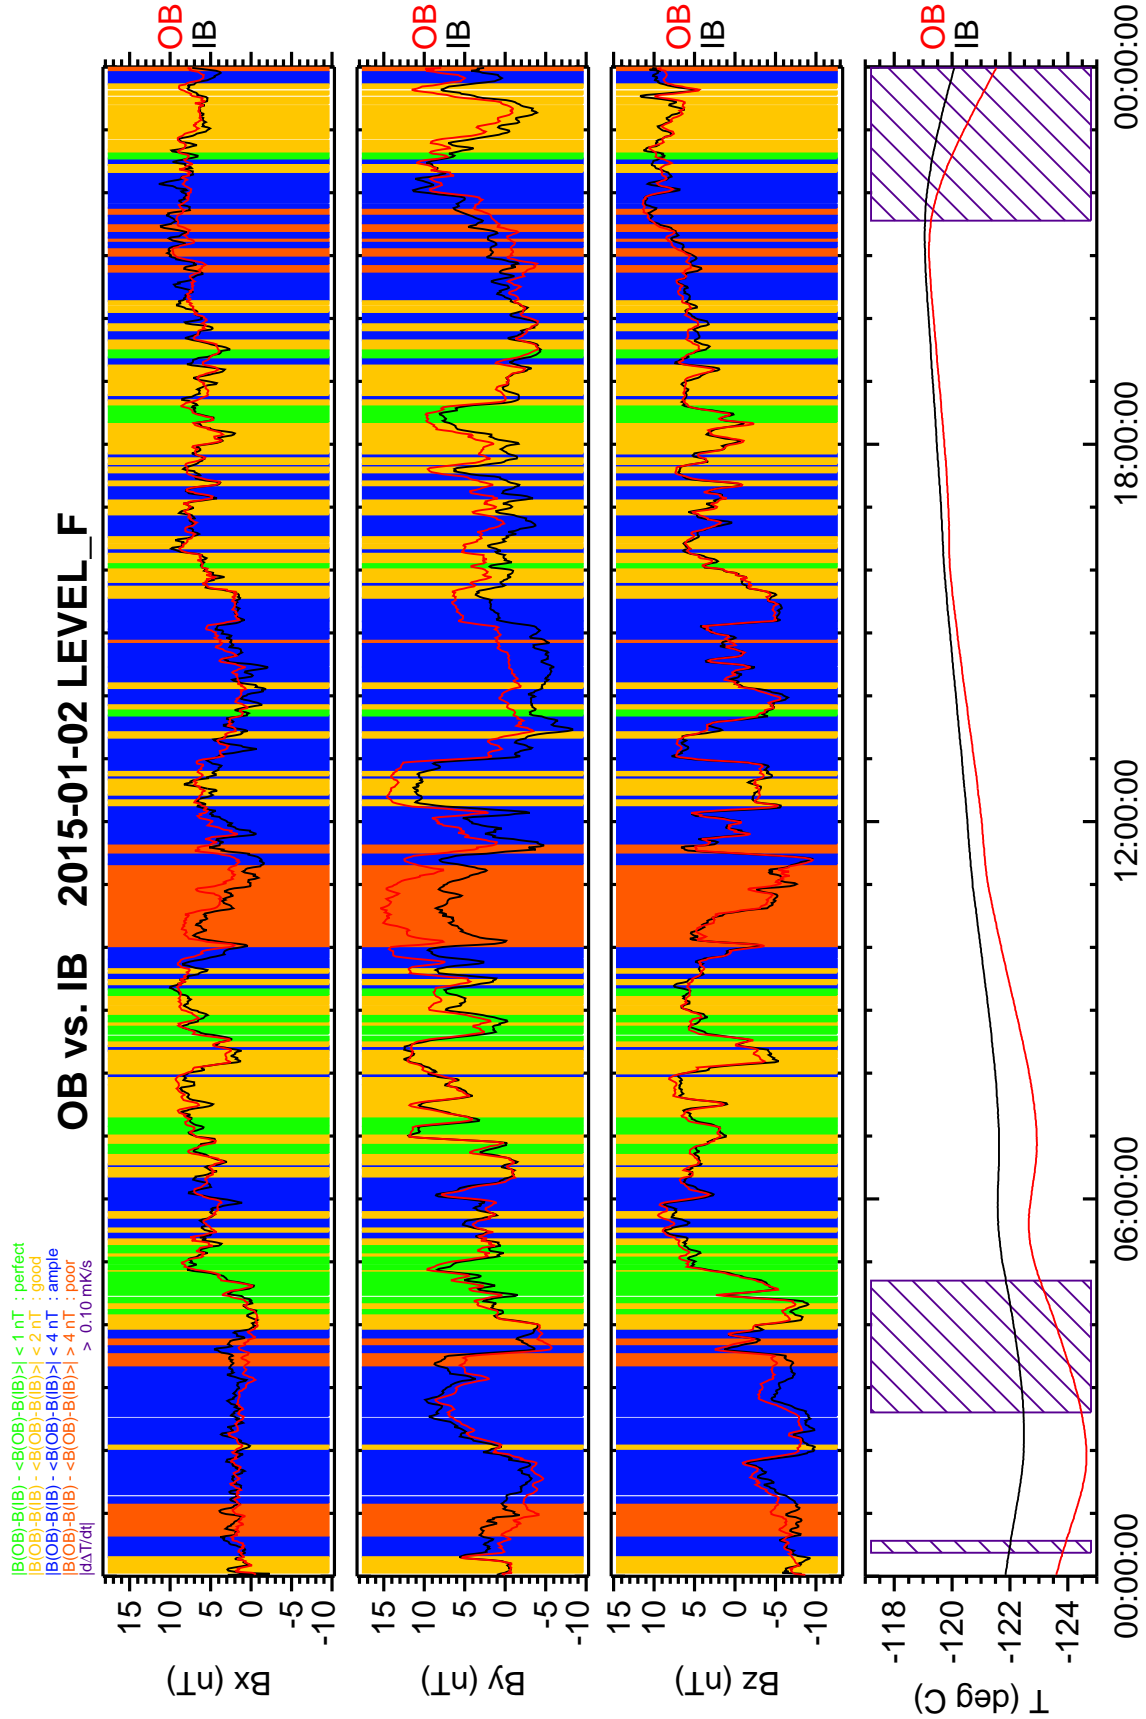 |B(OB)-B(IB) - <B(OB)-B(IB)>| < 1 nT : perfect
|B(OB)-B(IB) - <B(OB)-B(IB)>| < 2 nT : good
|B(OB)-B(IB) - <B(OB)-B(IB)>| < 4 nT : ample
|B(OB)-B(IB) - <B(OB)-B(IB)>| > 4 nT : poor
|dΔT/dt| > 0.10 mK/s
OB vs. IB 2015-01-02 LEVEL_F
Bx (nT)
15
10
5
0
-5
-10
OB
IB
By (nT)
15
10
5
0
-5
-10
OB
IB
Bz (nT)
15
10
5
0
-5
-10
OB
IB
T (deg C)
-118
-120
-122
-124
OB
IB
00:00:00
06:00:00
12:00:00
18:00:00
00:00:00